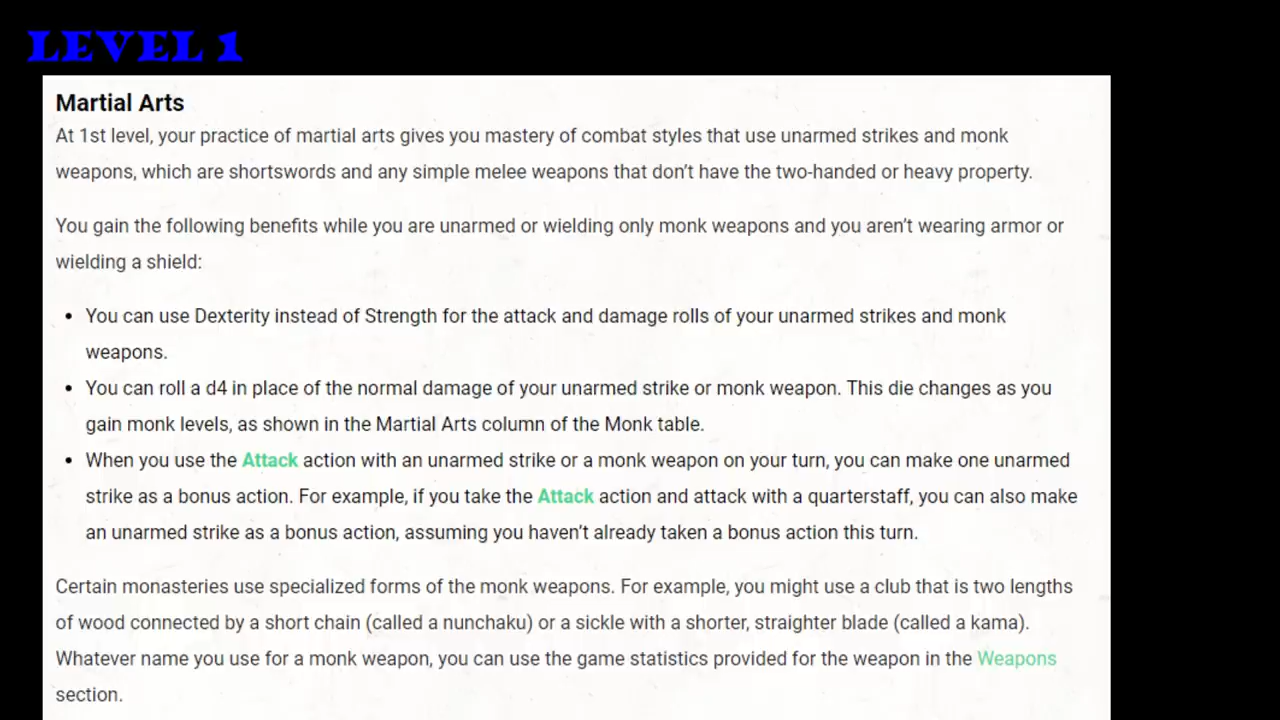 LEVEL 1
Martial Arts
At 1st level, your practice of martial arts gives you mastery of combat styles that use unarmed strikes and monk
weapons, which are shortswords and any simple melee weapons that don’t have the two-handed or heavy property.
You gain the following benefits while you are unarmed or wielding only monk weapons and you aren’t wearing armor or
wielding a shield:
• You can use Dexterity instead of Strength for the attack and damage rolls of your unarmed strikes and monk
weapons.
• You can roll a d4 in place of the normal damage of your unarmed strike or monk weapon. This die changes as you
gain monk levels, as shown in the Martial Arts column of the Monk table.
• When you use the Attack action with an unarmed strike or a monk weapon on your turn, you can make one unarmed
strike as a bonus action. For example, if you take the Attack action and attack with a quarterstaff, you can also make
an unarmed strike as a bonus action, assuming you haven’t already taken a bonus action this turn.
Certain monasteries use specialized forms of the monk weapons. For example, you might use a club that is two lengths
of wood connected by a short chain (called a nunchaku) or a sickle with a shorter, straighter blade (called a kama).
Whatever name you use for a monk weapon, you can use the game statistics provided for the weapon in the Weapons
section.